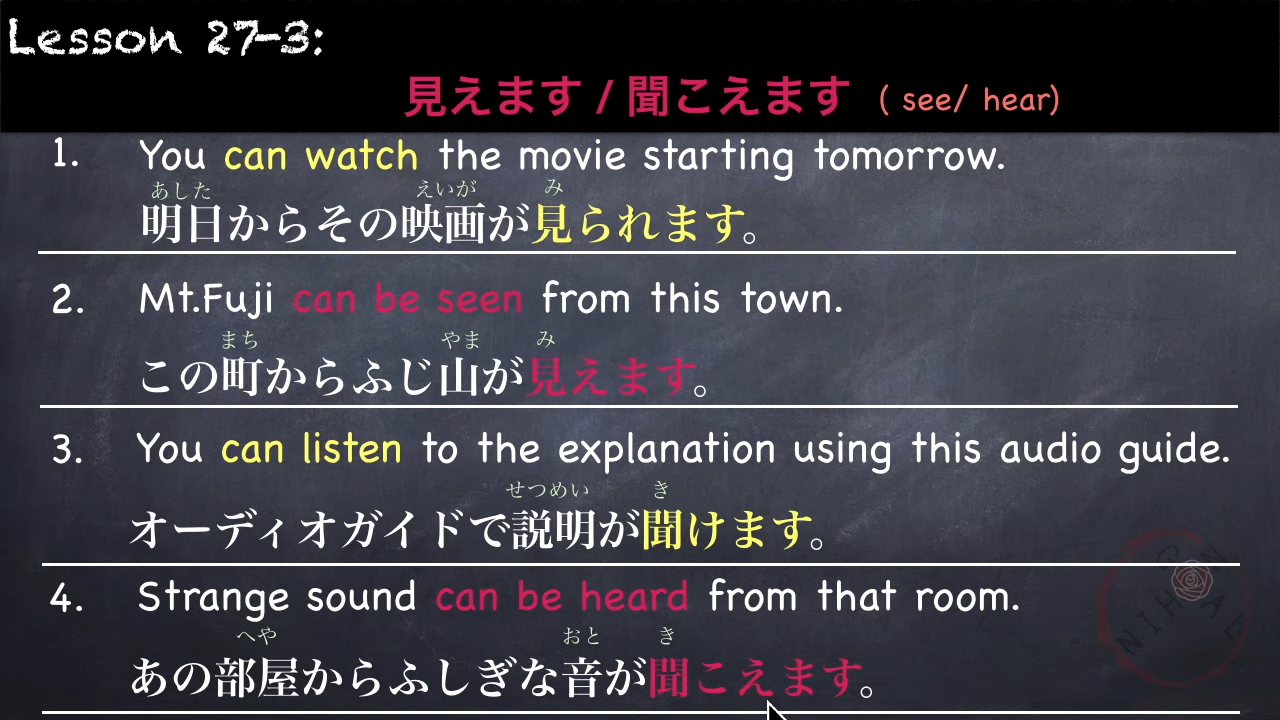 Lesson 27-3:
見えます / 聞こえます ( see/ hear)
1. You can watch the movie starting tomorrow.
あした えいが み
明日からその映画が見られます。
2. Mt.Fuji can be seen from this town.
まち やま み
この町からふじ山が見えます。
3. You can listen to the explanation using this audio guide.
せつめい き
オーディオガイドで説明が聞けます。
4. Strange sound can be heard from that room.
へや おと き
あの部屋からふしぎな音が聞こえます。